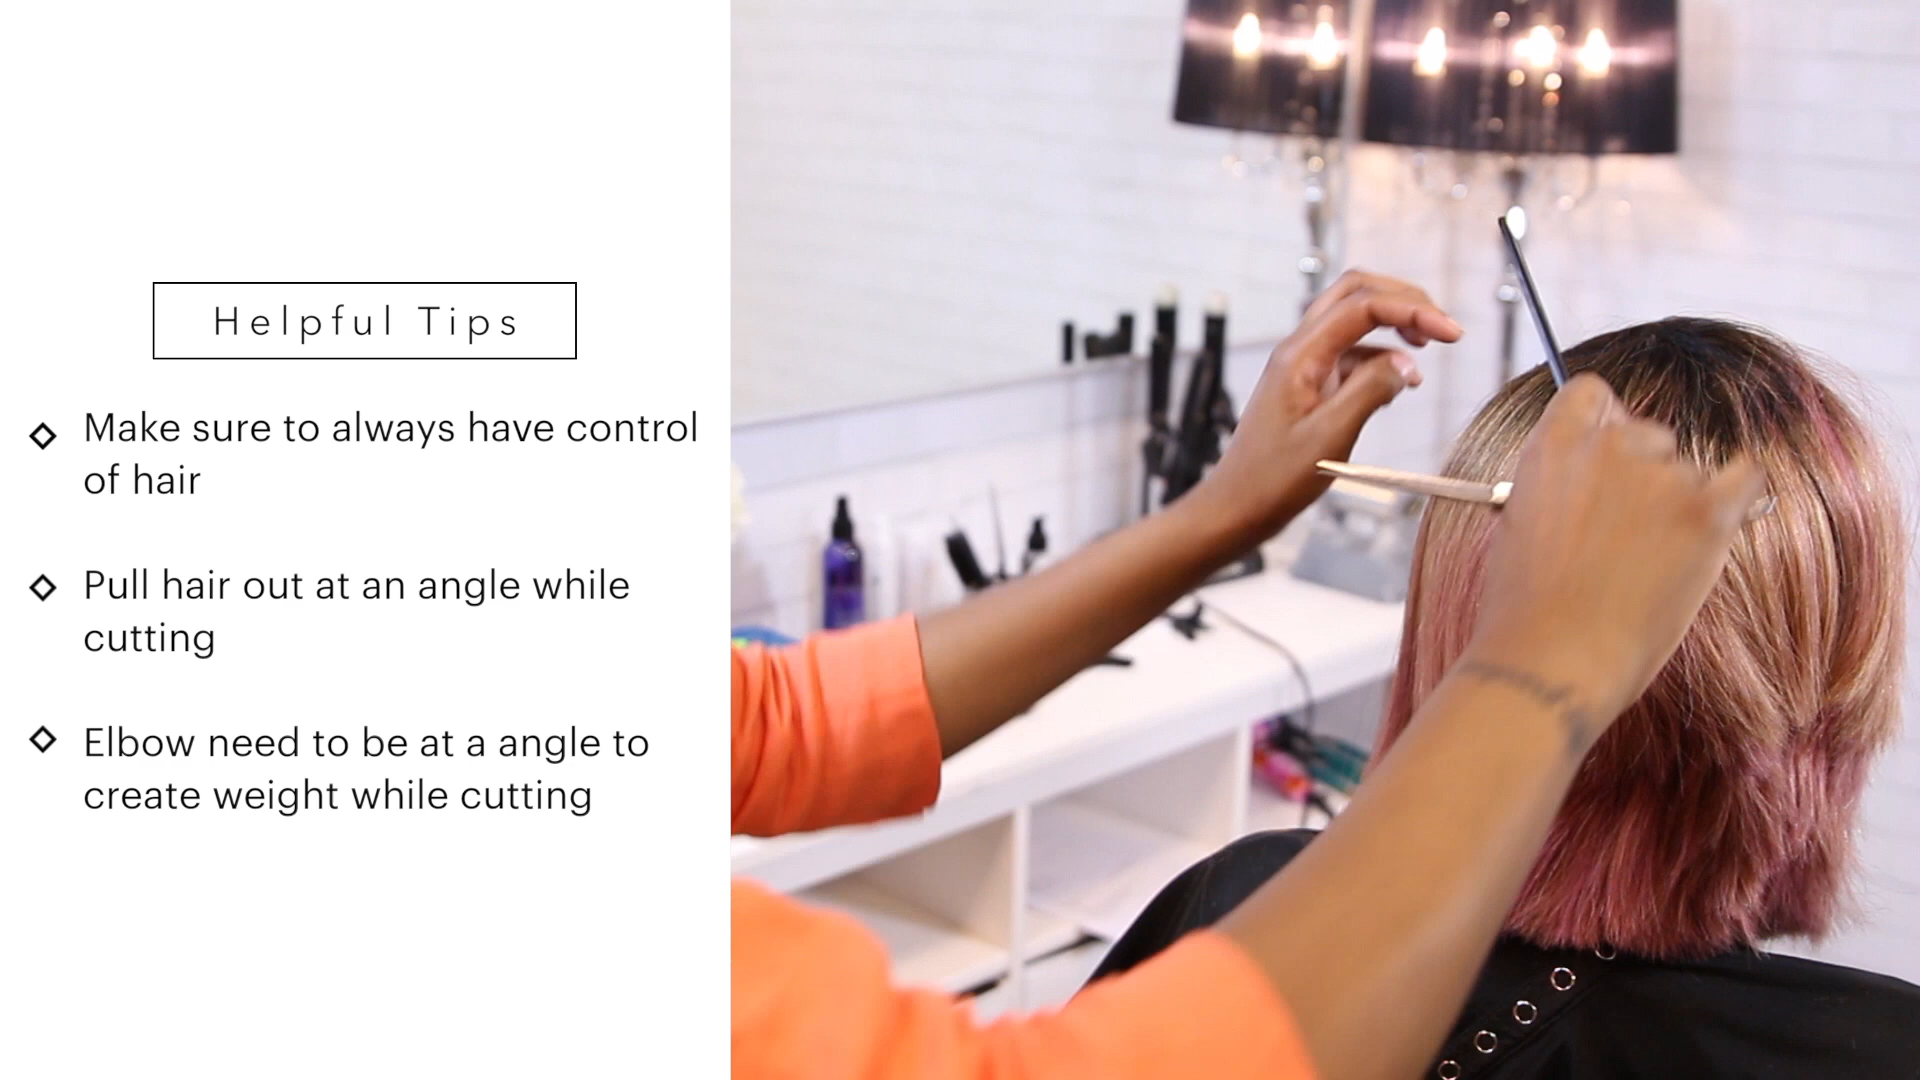 Helpful Tips
Make sure to always have control
of hair
Pull hair out at an angle while
cutting
Elbow need to be at a angle to
create weight while cutting